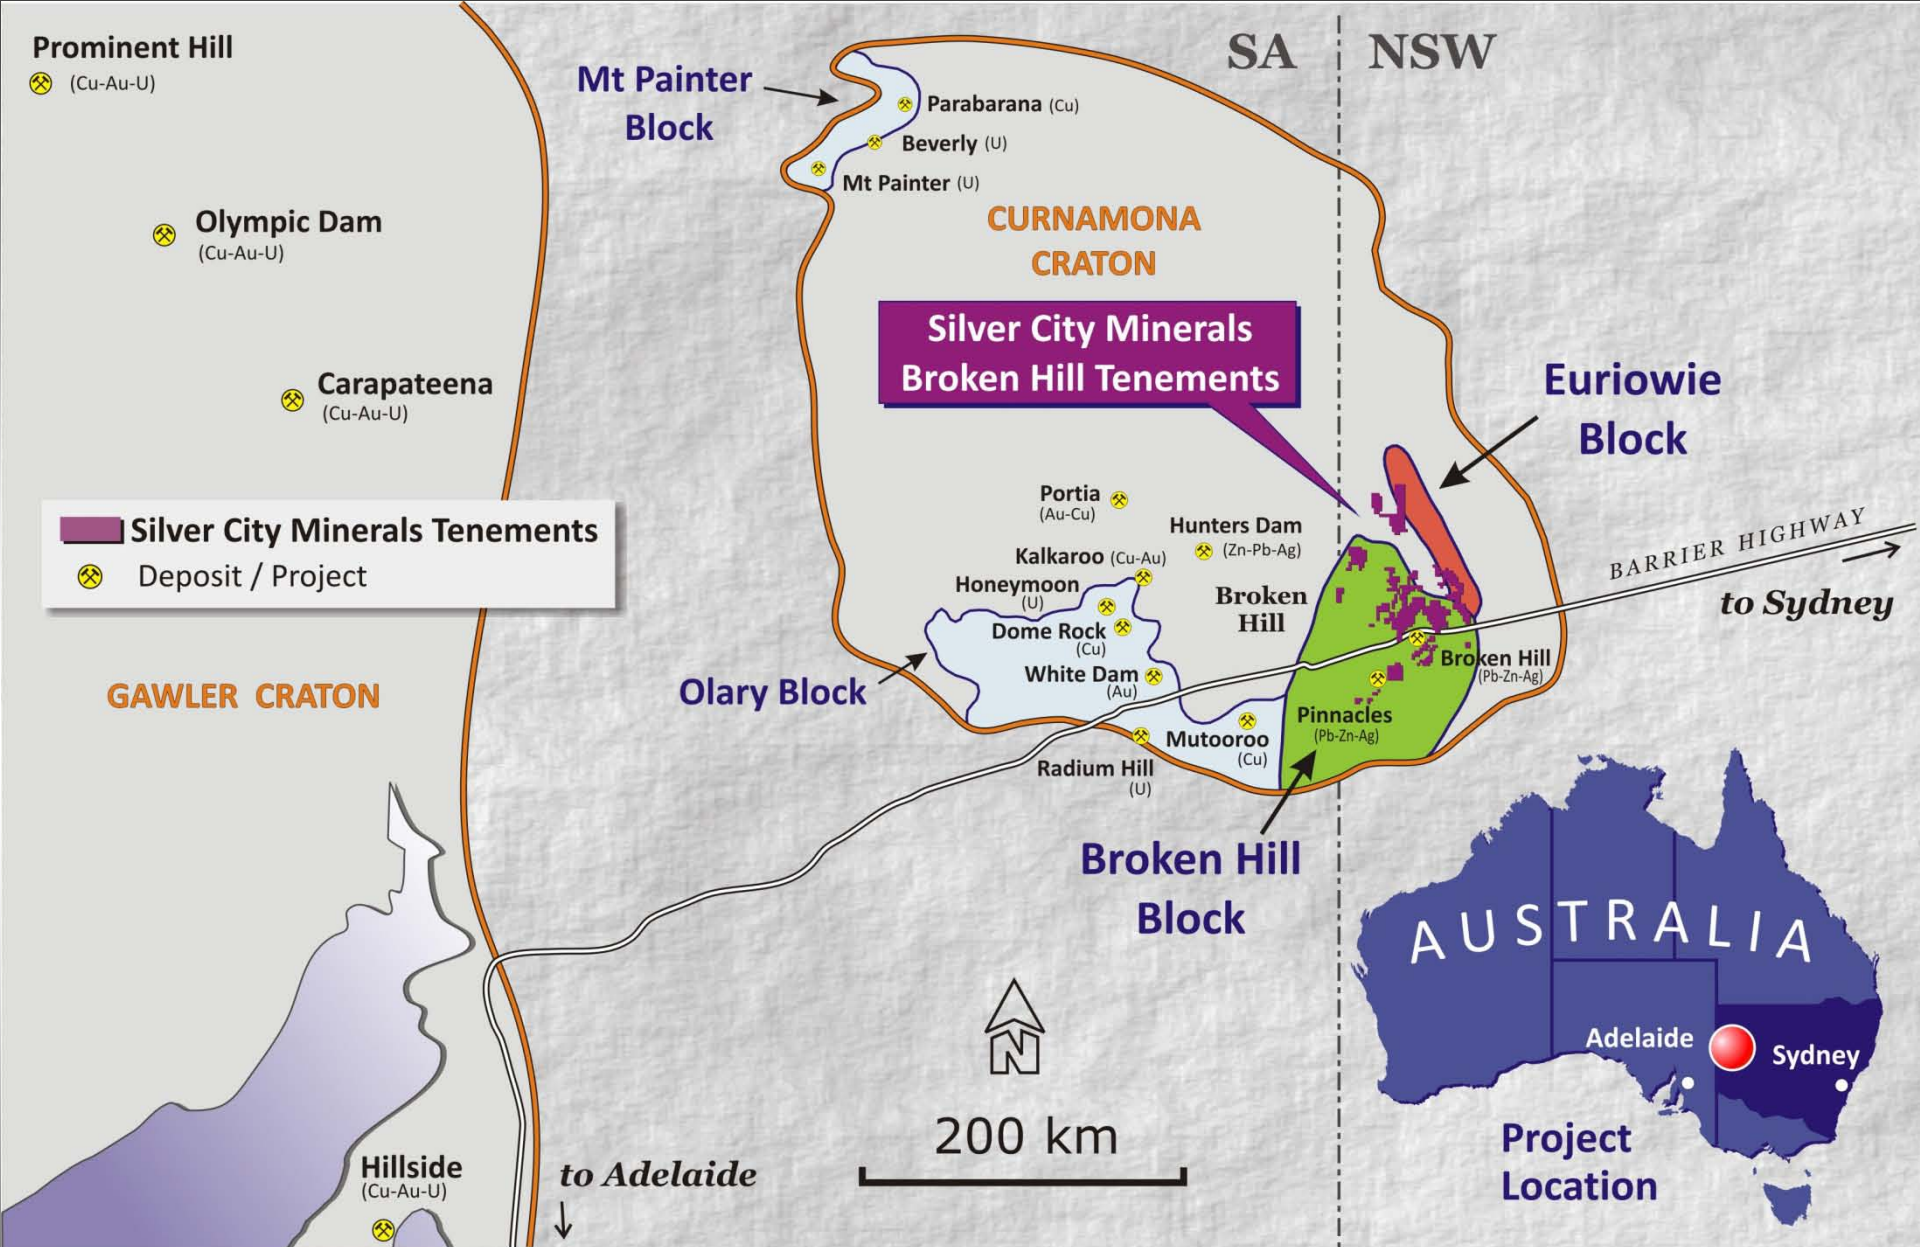 Prominent Hill
(Cu-Au-U)
Olympic Dam
(Cu-Au-U)
Carapateena
(Cu-Au-U)
Silver City Minerals Tenements
Deposit / Project
GAWLER CRATON
Hillside
(Cu-Au-U)
to Adelaide
Mt Painter
Block
Parabarana (Cu)
Beverly (U)
Mt Painter (U)
SA
NSW
CURNAMONA
CRATON
Silver City Minerals
Broken Hill Tenements
Euriowie
Block
Portia
(Au-Cu)
Hunters Dam
(Zn-Pb-Ag)
Kalkaroo (Cu-Au)
Honeymoon
(U)
Broken
Hill
Dome Rock
(Cu)
White Dam
(Au)
Olary Block
Mutooroo
(Cu)
Radium Hill
(U)
Pinnacles
(Pb-Zn-Ag)
Broken Hill
(Pb-Zn-Ag)
BARRIER HIGHWAY
to Sydney
Broken Hill
Block
N
200 km
AUSTRALIA
Adelaide
Sydney
Project
Location